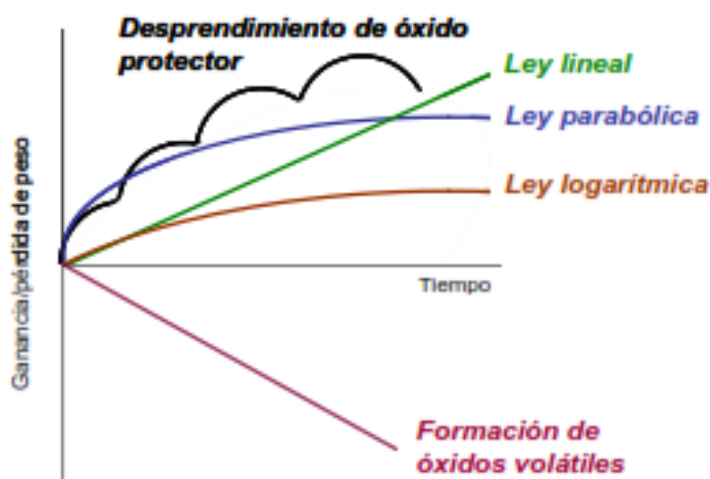 Desprendimiento de óxido
protector
Ley lineal
Ley parabólica
Ley logarítmica
Ganancia/pérdida de peso
Tiempo
Formación de
óxidos volátiles